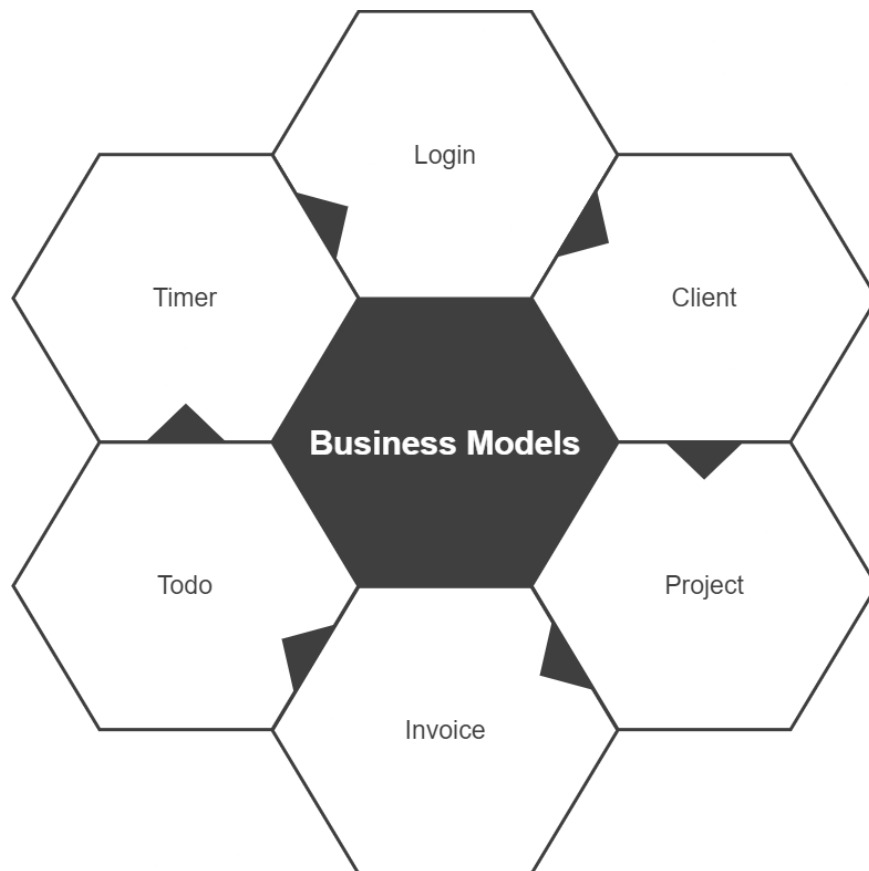 Login
Timer
Client
Business Models
Todo
Project
Invoice